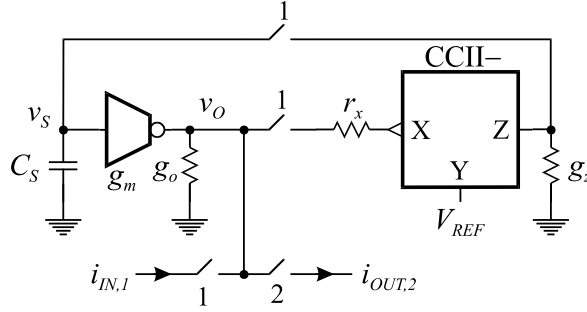 1
CCII–
v_S
v_O
1
r_x
X
Z
C_S
g_m
g_o
Y
g_z
V_REF
i_IN,1
1
2
i_OUT,2